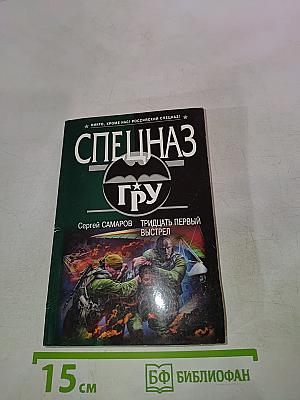 НИКТО, КРОМЕ НАС! РОССИЙСКИЙ СПЕЦНАЗ!
СПЕЦНАЗ
ГРУ
Сергей САМАРОВ
ТРИДЦАТЬ ПЕРВЫЙ
ВЫСТРЕЛ
15 см
БФ БИБЛИОФАН